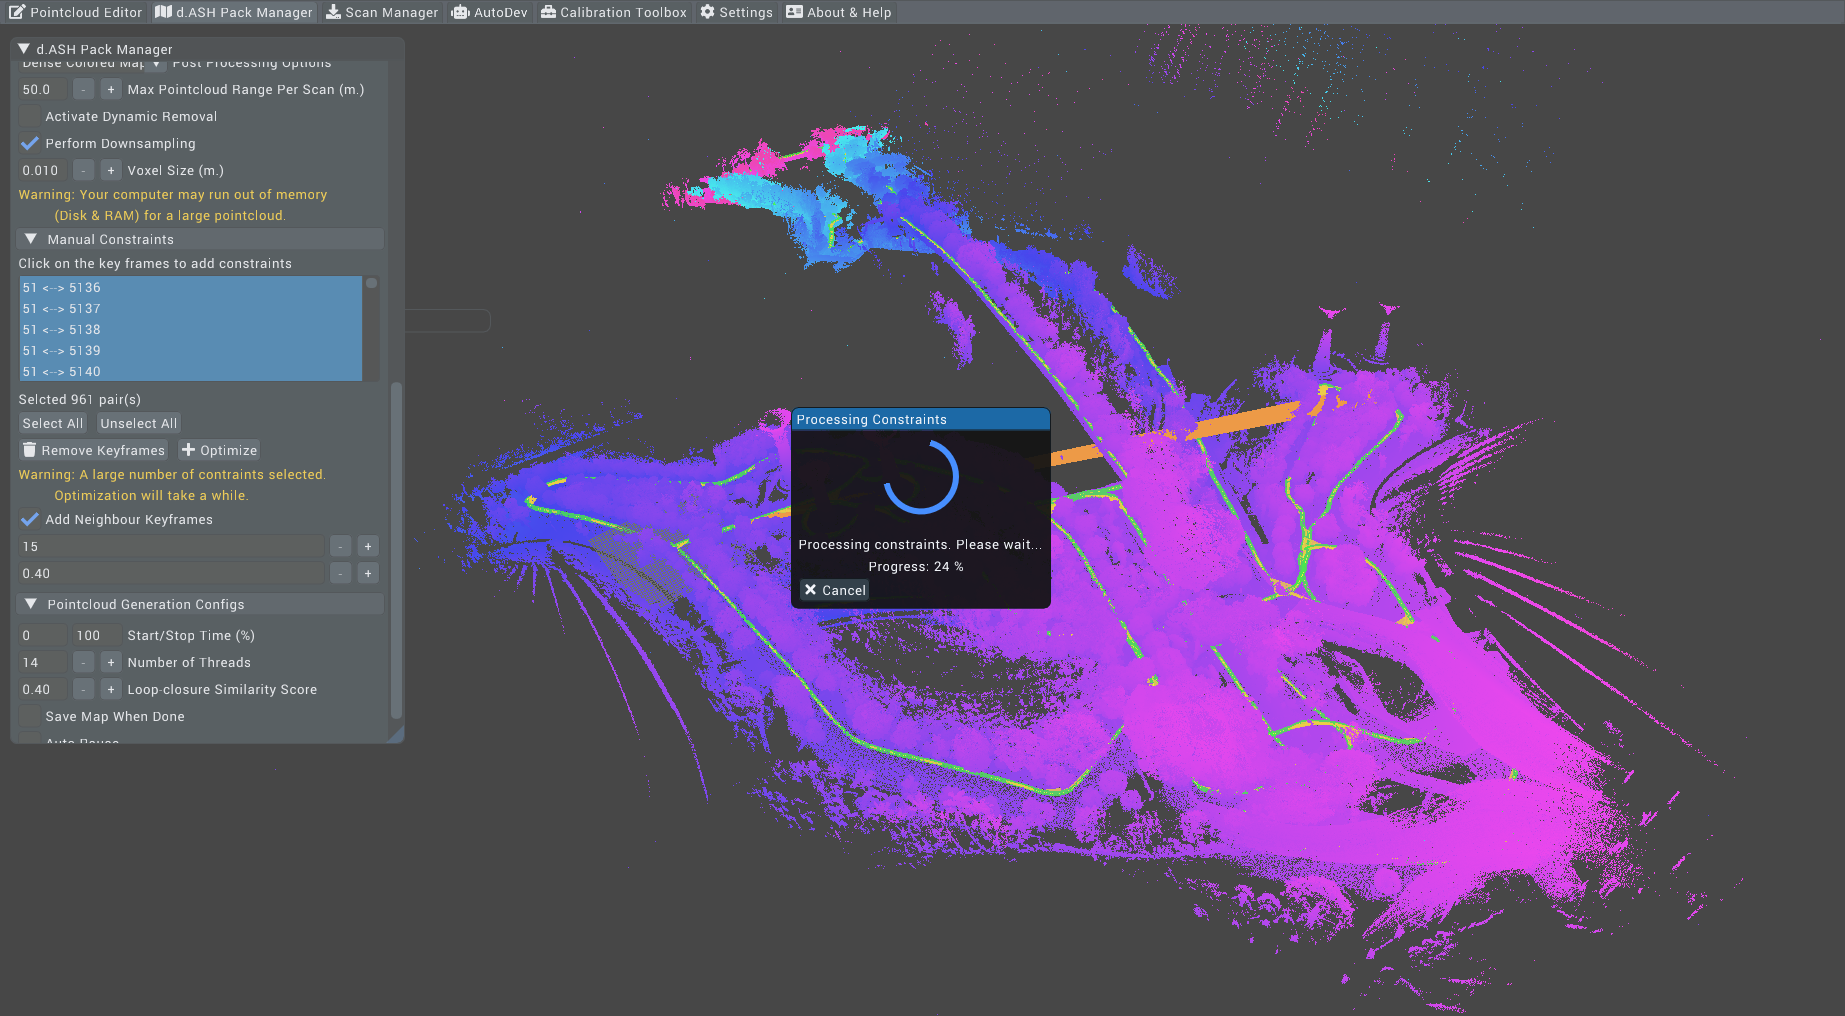 Pointcloud Editor d.ASH Pack Manager Scan Manager AutoDev Calibration Toolbox Settings About & Help
d.ASH Pack Manager
Dense Colored Map Post Processing Options
50.0 - + Max Pointcloud Range Per Scan (m.)
Activate Dynamic Removal
Perform Downsampling
0.010 - + Voxel Size (m.)
Warning: Your computer may run out of memory
(Disk & RAM) for a large pointcloud.
Manual Constraints
Click on the key frames to add constraints
51 <--> 5136
51 <--> 5137
51 <--> 5138
51 <--> 5139
51 <--> 5140
Selcted 961 pair(s)
Select All Unselect All
Remove Keyframes + Optimize
Warning: A large number of contraints selected.
Optimization will take a while.
Add Neighbour Keyframes
15 - +
0.40 - +
Pointcloud Generation Configs
0 100 Start/Stop Time (%)
14 - + Number of Threads
0.40 - + Loop-closure Similarity Score
Save Map When Done
Auto Pause
Processing Constraints
Processing constraints. Please wait...
Progress: 24 %
Cancel